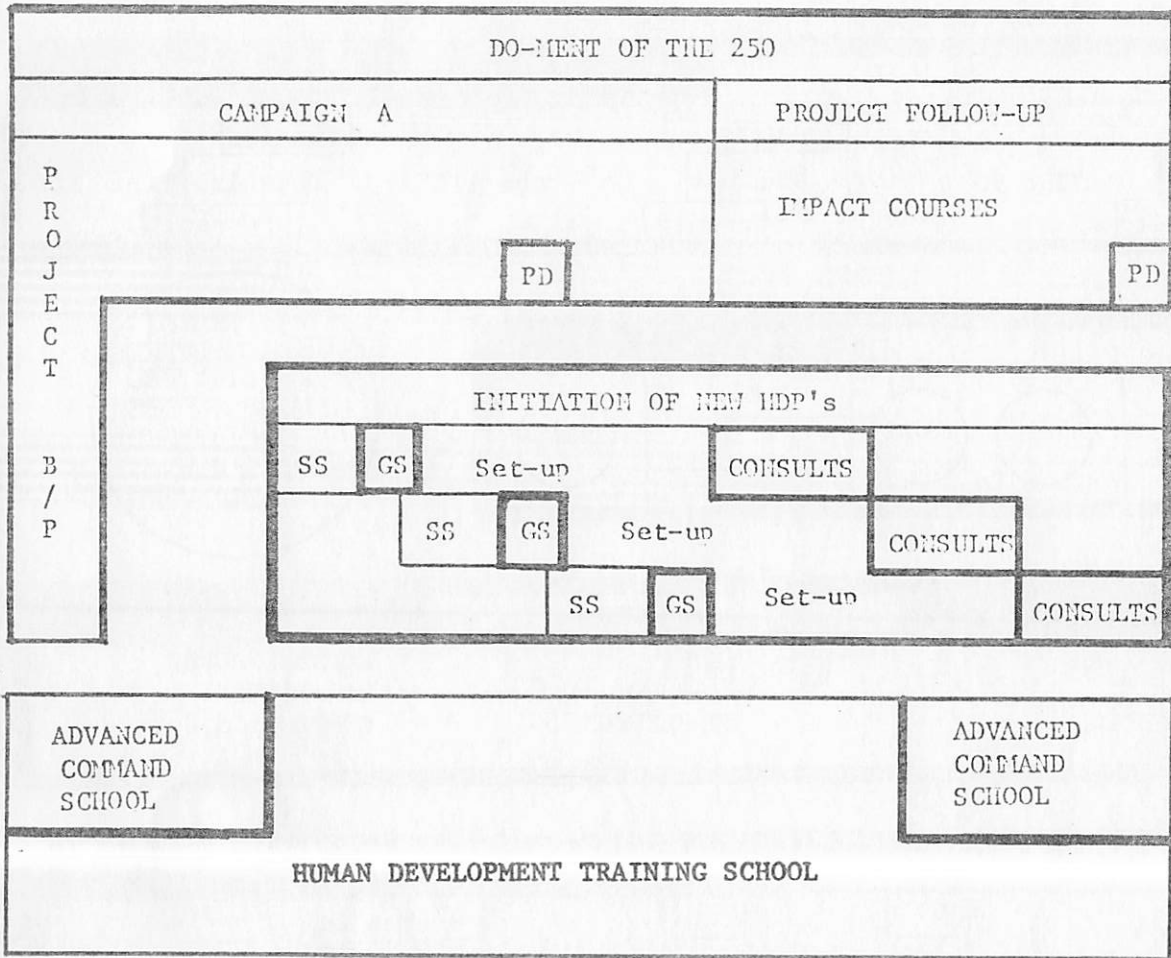 DO-MENT OF THE 250
CAMPAIGN A
PROJECT FOLLOW-UP
PROJECT B/P
IMPACT COURSES
PD
PD
INITIATION OF NEW HDP's
SS GS Set-up CONSULTS
SS GS Set-up CONSULTS
SS GS Set-up CONSULTS
ADVANCED
COMMAND
SCHOOL
ADVANCED
COMMAND
SCHOOL
HUMAN DEVELOPMENT TRAINING SCHOOL